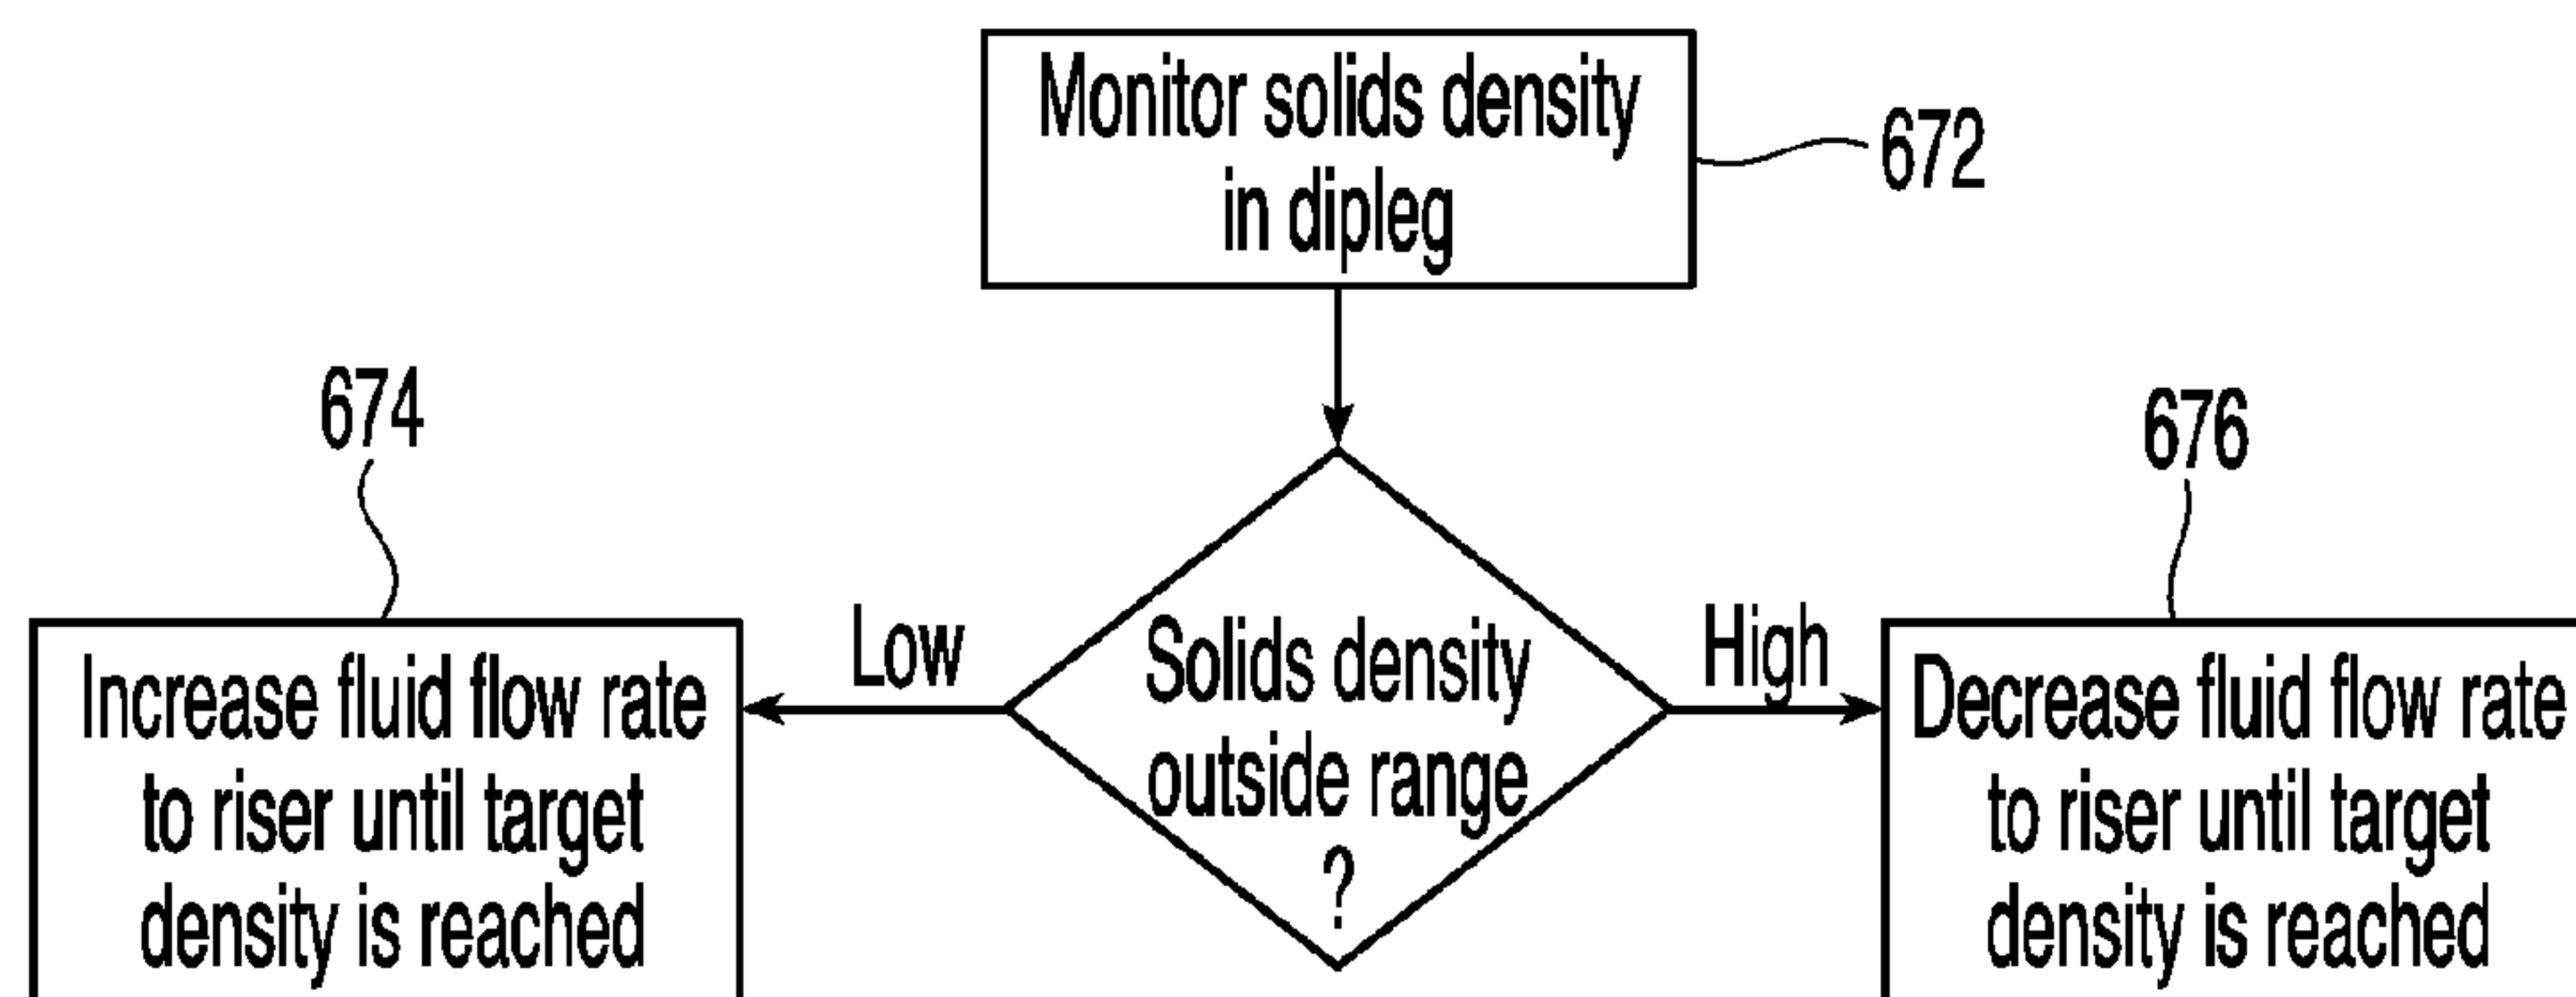 Monitor solids density
in dipleg
672
674
676
Low
High
Increase fluid flow rate
to riser until target
density is reached
Solids density
outside range
?
Decrease fluid flow rate
to riser until target
density is reached